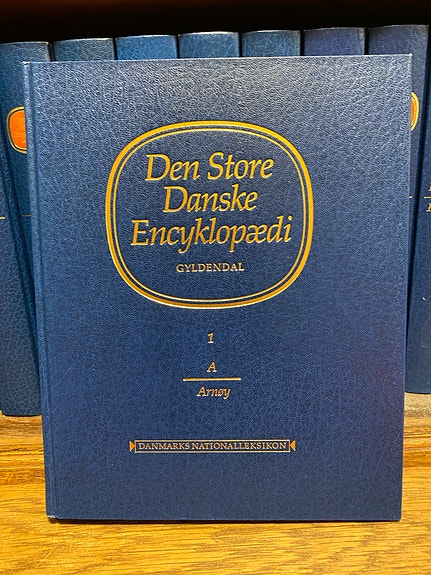 Den Store
Danske
Encyklopædi
GYLDENDAL
1
A
Arnøy
DANMARKS NATIONALLEKSIKON